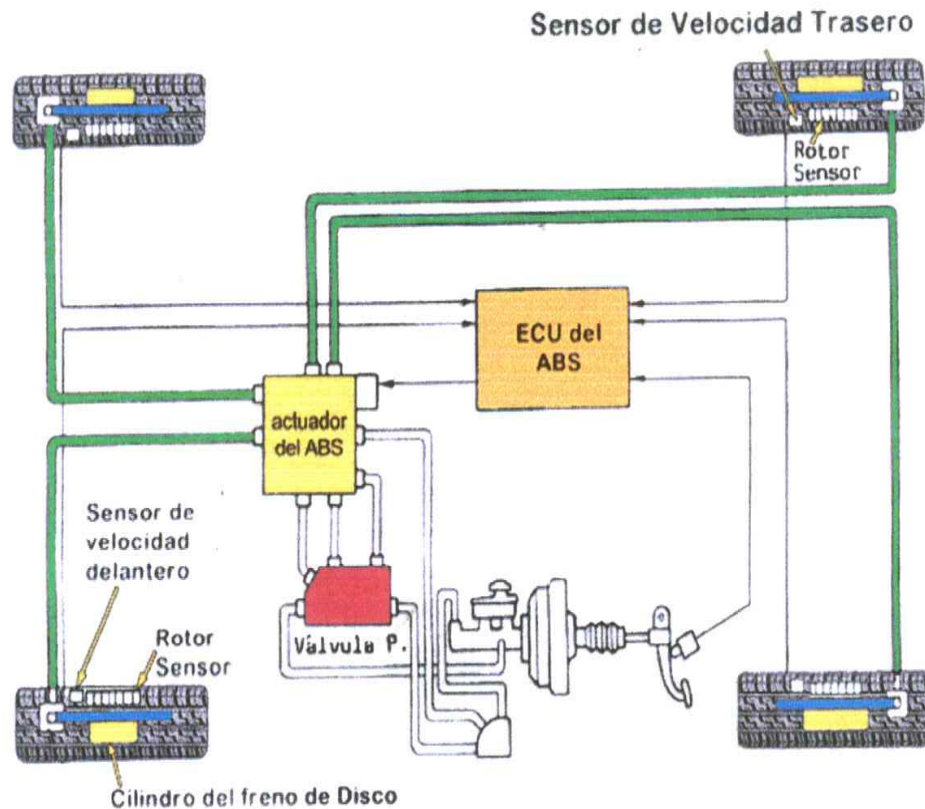 Sensor de Velocidad Trasero
Rotor
Sensor
ECU del
ABS
actuador
del ABS
Sensor de
velocidad
delantero
Válvula P.
Rotor
Sensor
Cilindro del freno de Disco